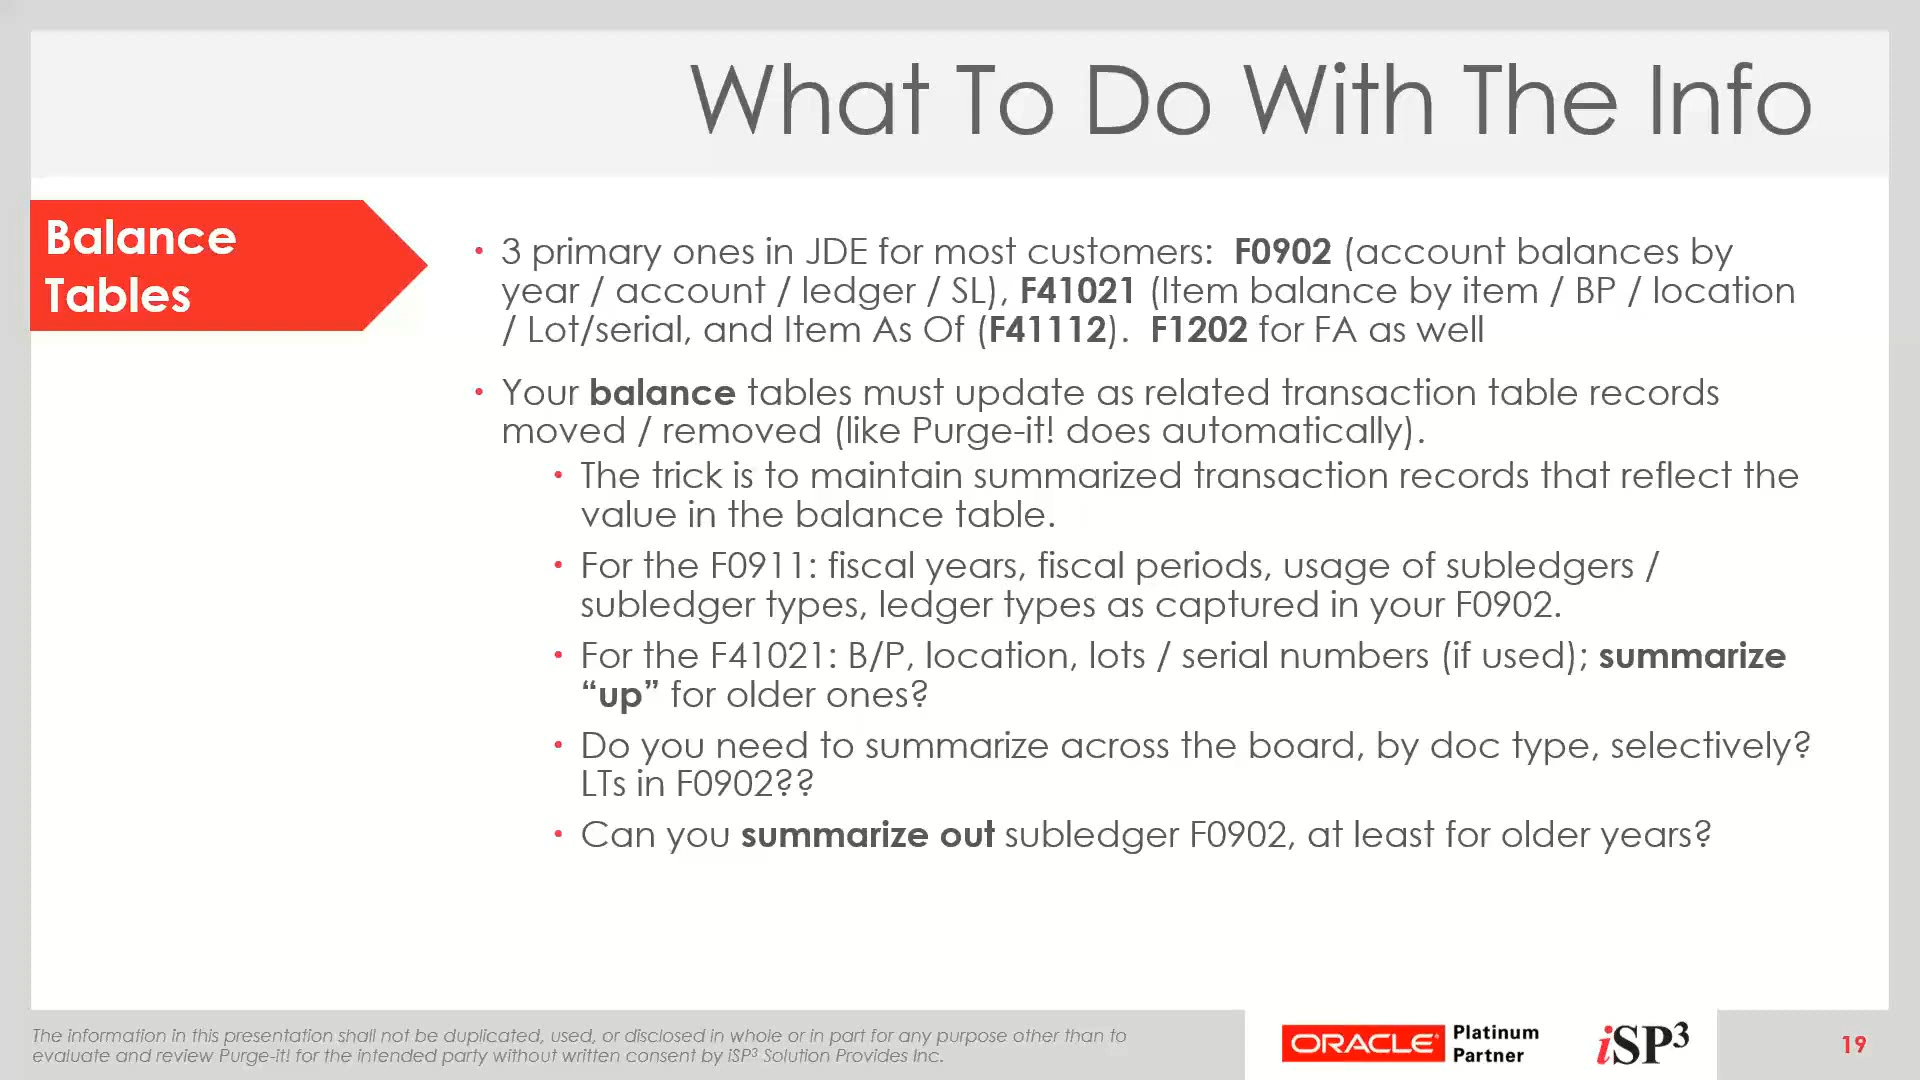 What To Do With The Info
Balance
Tables
• 3 primary ones in JDE for most customers:  F0902 (account balances by
year / account / ledger / SL), F41021 (Item balance by item / BP / location
/ Lot/serial, and Item As Of (F41112).  F1202 for FA as well
• Your balance tables must update as related transaction table records
moved / removed (like Purge-it! does automatically).
• The trick is to maintain summarized transaction records that reflect the
value in the balance table.
• For the F0911: fiscal years, fiscal periods, usage of subledgers /
subledger types, ledger types as captured in your F0902.
• For the F41021: B/P, location, lots / serial numbers (if used); summarize
“up” for older ones?
• Do you need to summarize across the board, by doc type, selectively?
LTs in F0902??
• Can you summarize out subledger F0902, at least for older years?
The information in this presentation shall not be duplicated, used, or disclosed in whole or in part for any purpose other than to
evaluate and review Purge-it! for the intended party without written consent by iSP³ Solution Provides Inc.
ORACLE Platinum
Partner
iSP³
19